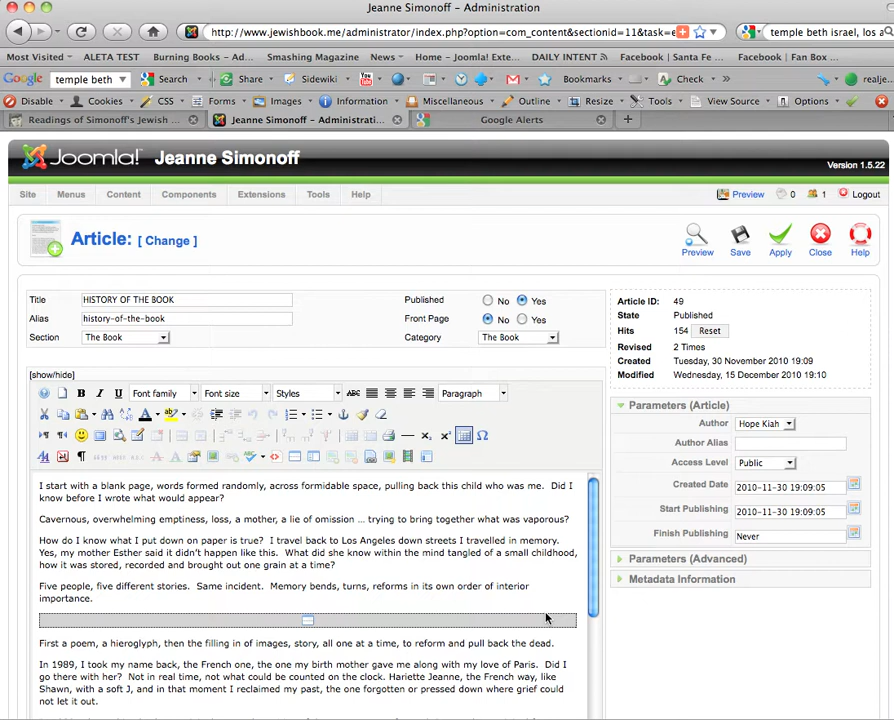 Jeanne Simonoff - Administration
http://www.jewishbook.me/administrator/index.php?option=com_content&sectionid=11&task=e
temple beth israel, los a
Most Visited
ALETA TEST
Burning Books - Ad...
Smashing Magazine
News
Home - Joomla! Exte...
DAILY INTENT
Facebook | Santa Fe ...
Facebook | Fan Box ...
Google
temple beth
Search
Share
Sidewiki
Bookmarks
Check
realje...
Disable
Cookies
CSS
Forms
Images
Information
Miscellaneous
Outline
Resize
Tools
View Source
Options
Readings of Simonoff's Jewish ...
Jeanne Simonoff - Administrati...
Google Alerts
Joomla! Jeanne Simonoff
Version 1.5.22
Site Menus Content Components Extensions Tools Help
Preview 0 1 Logout
Article: [ Change ]
Preview Save Apply Close Help
Title HISTORY OF THE BOOK Published No Yes
Alias history-of-the-book Front Page No Yes
Section The Book Category The Book
Article ID: 49
State Published
Hits 154 Reset
Revised 2 Times
Created Tuesday, 30 November 2010 19:09
Modified Wednesday, 15 December 2010 19:10
[show/hide]
B I U ABC Font family Font size Styles Paragraph
I start with a blank page, words formed randomly, across formidable space, pulling back this child who was me. Did I
know before I wrote what would appear?
Cavernous, overwhelming emptiness, loss, a mother, a lie of omission ... trying to bring together what was vaporous?
How do I know what I put down on paper is true? I travel back to Los Angeles down streets I travelled in memory.
Yes, my mother Esther said it didn't happen like this. What did she know within the mind tangled of a small childhood,
how it was stored, recorded and brought out one grain at a time?
Five people, five different stories. Same incident. Memory bends, turns, reforms in its own order of interior
importance.
First a poem, a hieroglyph, then the filling in of images, story, all one at a time, to reform and pull back the dead.
In 1989, I took my name back, the French one, the one my birth mother gave me along with my love of Paris. Did I
go there with her? Not in real time, not what could be counted on the clock. Hariette Jeanne, the French way, like
Shawn, with a soft J, and in that moment I reclaimed my past, the one forgotten or pressed down where grief could
not let it out.
Parameters (Article)
Author Hope Kiah
Author Alias
Access Level Public
Created Date 2010-11-30 19:09:05
Start Publishing 2010-11-30 19:09:05
Finish Publishing Never
Parameters (Advanced)
Metadata Information